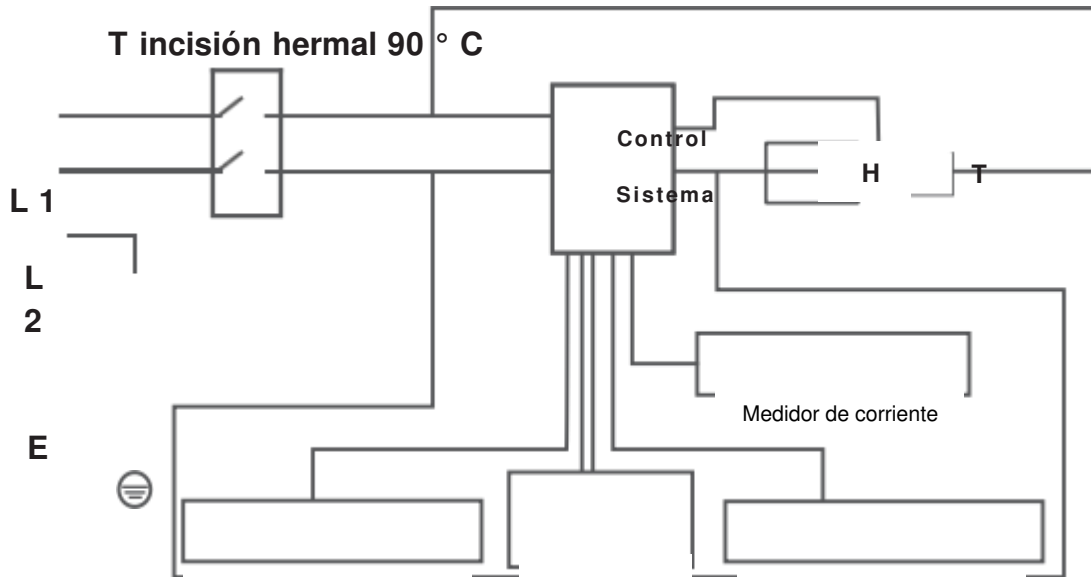 T incisión hermal 90 ° C
Control
Sistema
H
T
L 1
L
2
Medidor de corriente
E